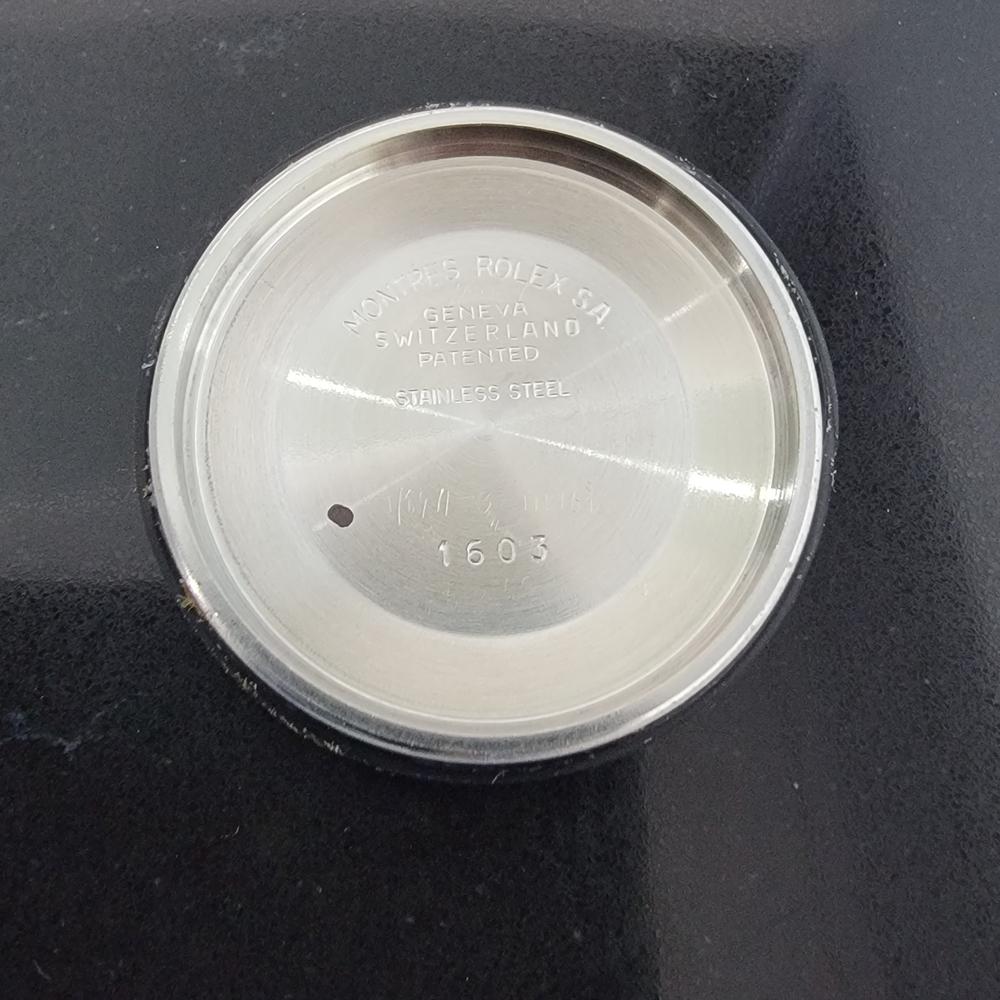 MONTRES ROLEX S.A.
GENEVA
SWITZERLAND
PATENTED
STAINLESS STEEL
1603